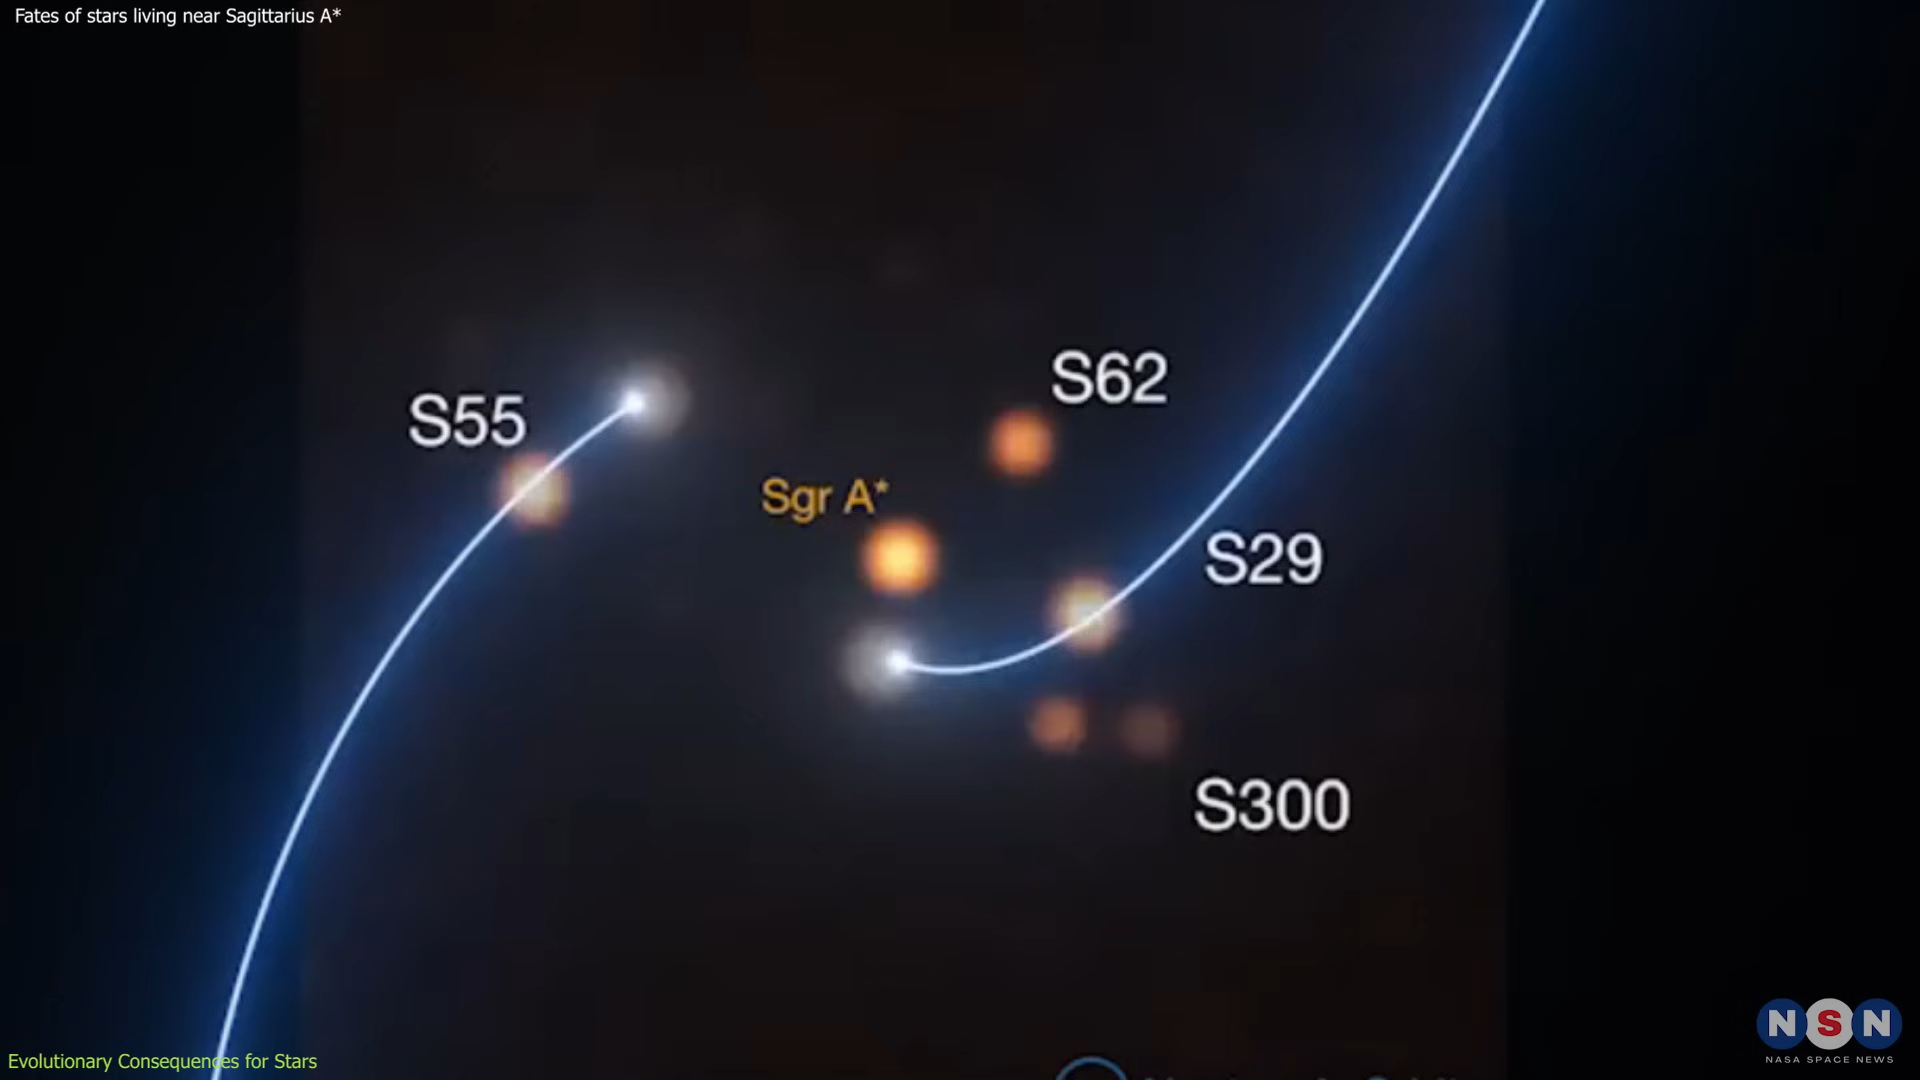 Fates of stars living near Sagittarius A*
S62
S55
Sgr A*
S29
S300
NSN
NASA SPACE NEWS
Evolutionary Consequences for Stars